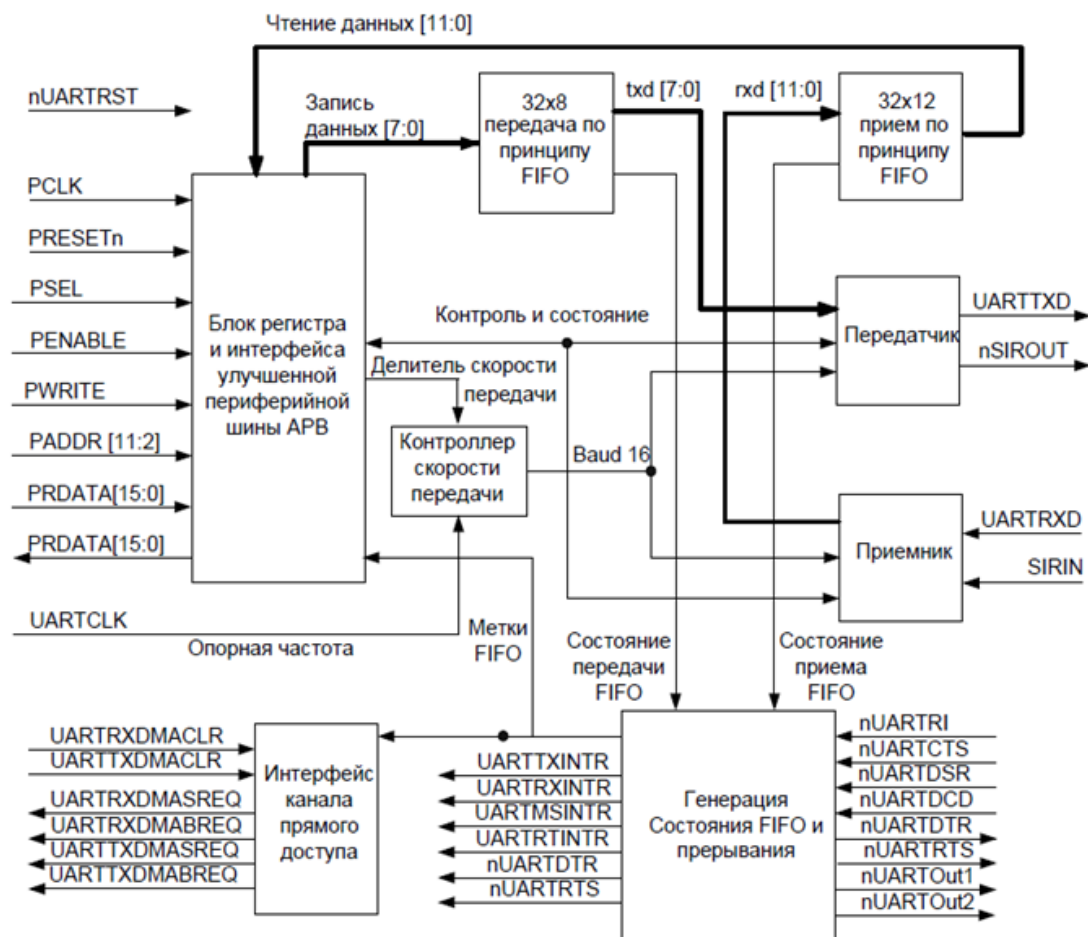 Чтение данных [11:0]
nUARTRST
Запись
данных [7:0]
32x8
передача по
принципу
FIFO
txd [7:0]
rxd [11:0]
32x12
прием по
принципу
FIFO
PCLK
PRESETn
PSEL
PENABLE
PWRITE
PADDR [11:2]
PRDATA[15:0]
PRDATA[15:0]
UARTCLK
Опорная частота
Блок регистра
и интерфейса
улучшенной
периферийной
шины APB
Контроль и состояние
Делитель скорости
передачи
Контроллер
скорости
передачи
Baud 16
Передатчик
UARTTXD
nSIROUT
Приемник
UARTRXD
SIRIN
Метки
FIFO
Состояние
передачи
FIFO
Состояние
приема
FIFO
UARTRXDMACLR
UARTTXDMACLR
UARTRXDMASREQ
UARTRXDMABREQ
UARTTXDMASREQ
UARTTXDMABREQ
Интерфейс
канала
прямого
доступа
UARTTXINTR
UARTRXINTR
UARTMSINTR
UARTRTINTR
nUARTDTR
nUARTRTS
Генерация
Состояния FIFO и
прерывания
nUARTRI
nUARTCTS
nUARTDSR
nUARTDCD
nUARTDTR
nUARTRTS
nUARTOut1
nUARTOut2